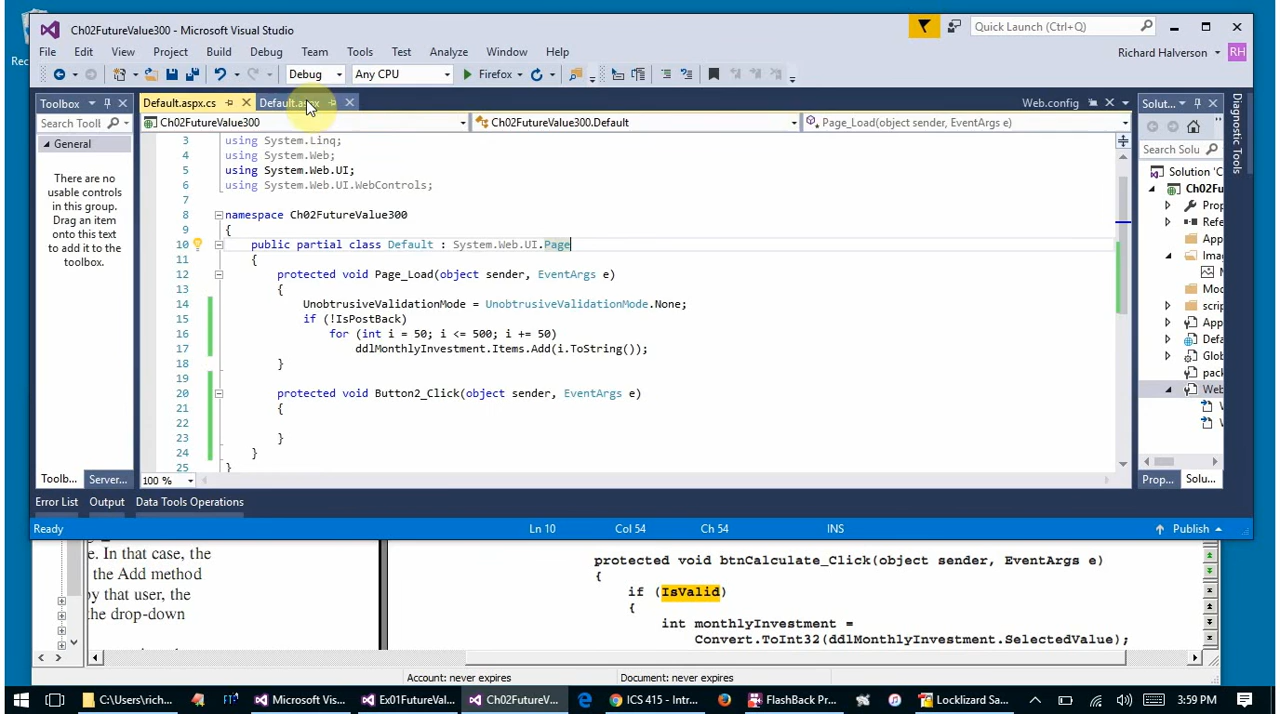 Rec
Ch02FutureValue300 - Microsoft Visual Studio
Quick Launch (Ctrl+Q)
File Edit View Project Build Debug Team Tools Test Analyze Window Help
Richard Halverson RH
Debug Any CPU Firefox
Toolbox
Default.aspx.cs Default.aspx Web.config
Solut...
Search Toolb
Ch02FutureValue300 Ch02FutureValue300.Default Page_Load(object sender, EventArgs e)
General
There are no
usable controls
in this group.
Drag an item
onto this text
to add it to the
toolbox.
3 using System.Linq;
4 using System.Web;
5 using System.Web.UI;
6 using System.Web.UI.WebControls;
7
8 namespace Ch02FutureValue300
9 {
10 public partial class Default : System.Web.UI.Page
11 {
12 protected void Page_Load(object sender, EventArgs e)
13 {
14 UnobtrusiveValidationMode = UnobtrusiveValidationMode.None;
15 if (!IsPostBack)
16 for (int i = 50; i <= 500; i += 50)
17 ddlMonthlyInvestment.Items.Add(i.ToString());
18 }
19
20 protected void Button2_Click(object sender, EventArgs e)
21 {
22
23 }
24 }
25 }
Search Solu
Solution 'C
Ch02Fu
Prope
Refe
App
Ima
N
Mod
scrip
App
Defa
Glob
pack
Web
Diagnostic Tools
100 %
Toolb... Server...
Prop... Solu...
Error List Output Data Tools Operations
Ready Ln 10 Col 54 Ch 54 INS Publish
e. In that case, the
the Add method
by that user, the
the drop-down
protected void btnCalculate_Click(object sender, EventArgs e)
{
if (IsValid)
{
int monthlyInvestment =
Convert.ToInt32(ddlMonthlyInvestment.SelectedValue);
Account: never expires Document: never expires
C:\Users\rich... Microsoft Vis... Ex01FutureVal... Ch02FutureV... ICS 415 - Intr... FlashBack Pr... Locklizard Sa... 3:59 PM